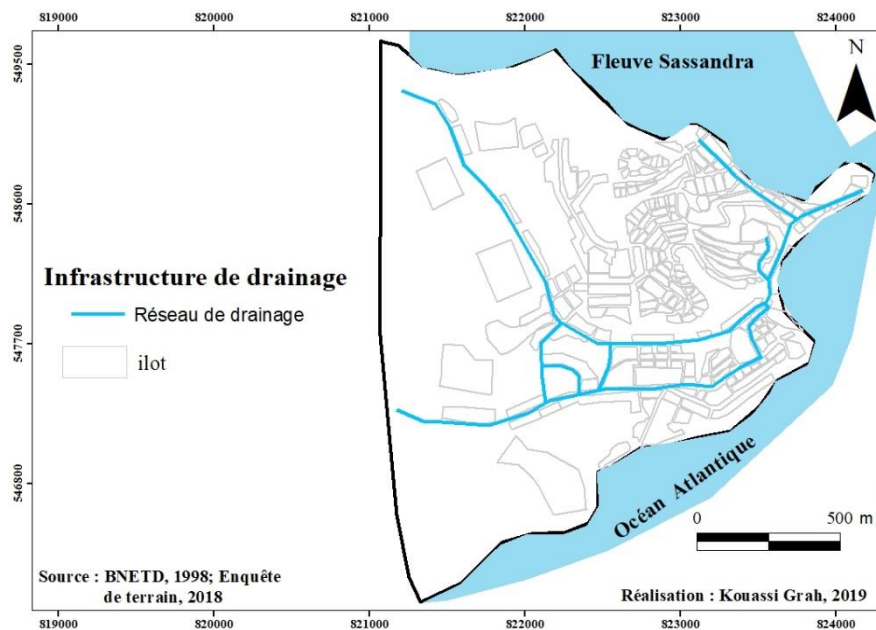 819000 820000 821000 822000 823000 824000
549500
548600
547700
546800
Fleuve Sassandra
N
Infrastructure de drainage
Réseau de drainage
ilot
Océan Atlantique
0 500 m
Source : BNETD, 1998; Enquête
de terrain, 2018
Réalisation : Kouassi Grah, 2019
819000 820000 821000 822000 823000 824000